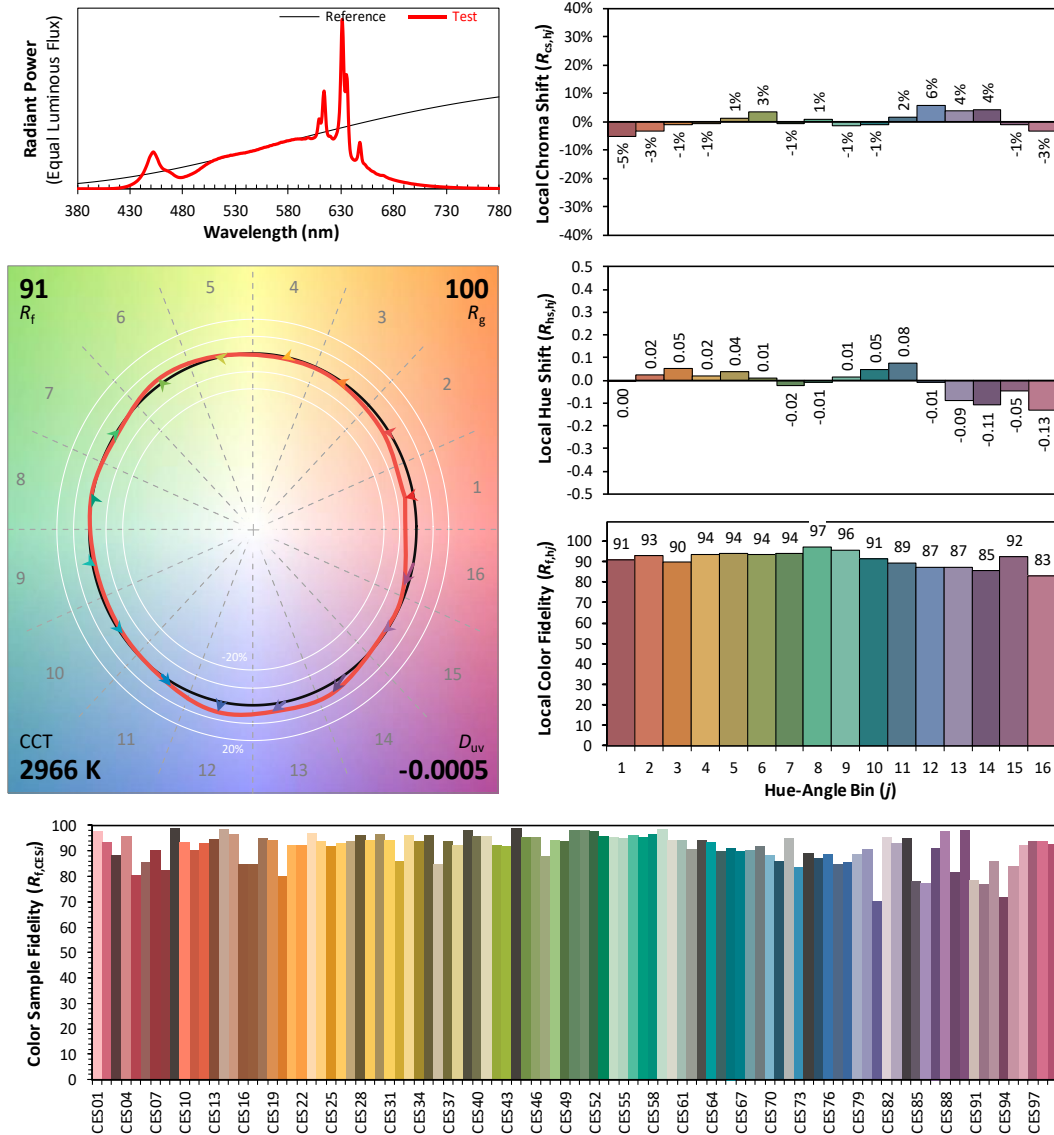 Reference Test
Radiant Power
(Equal Luminous Flux)
380 430 480 530 580 630 680 730 780
Wavelength (nm)
Local Chroma Shift (Rcs,hj)
40%
30%
20%
10%
0%
-10%
-20%
-30%
-40%
-5% -3% -1% -1% 1% 3% -1% 1% -1% -1% 2% 6% 4% 4% -1% -3%
91
Rf
100
Rg
5 4
6 3
7 2
8 1
9 16
10 15
11 14
12 13
-20%
20%
CCT
2966 K
Duv
-0.0005
Local Hue Shift (Rhs,hj)
0.5
0.4
0.3
0.2
0.1
0.0
-0.1
-0.2
-0.3
-0.4
-0.5
0.00 0.02 0.05 0.02 0.04 0.01 -0.02 -0.01 0.01 0.05 0.08 -0.01 -0.09 -0.11 -0.05 -0.13
Local Color Fidelity (Rf,hj)
100
90
80
70
60
50
40
30
20
10
0
91 93 90 94 94 94 94 97 96 91 89 87 87 85 92 83
1 2 3 4 5 6 7 8 9 10 11 12 13 14 15 16
Hue-Angle Bin (j)
Color Sample Fidelity (Rf,CESi)
100
90
80
70
60
50
40
30
20
10
0
CES01 CES04 CES07 CES10 CES13 CES16 CES19 CES22 CES25 CES28 CES31 CES34 CES37 CES40 CES43 CES46 CES49 CES52 CES55 CES58 CES61 CES64 CES67 CES70 CES73 CES76 CES79 CES82 CES85 CES88 CES91 CES94 CES97